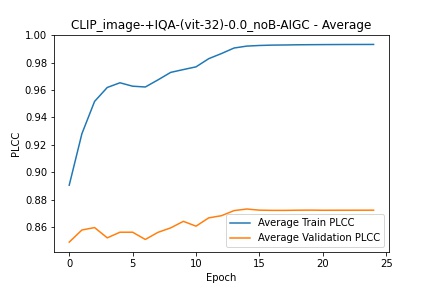 CLIP_image-+IQA-(vit-32)-0.0_noB-AIGC - Average
1.00
0.98
0.96
0.94
0.92
0.90
0.88
0.86
PLCC
Average Train PLCC
Average Validation PLCC
0 5 10 15 20 25
Epoch